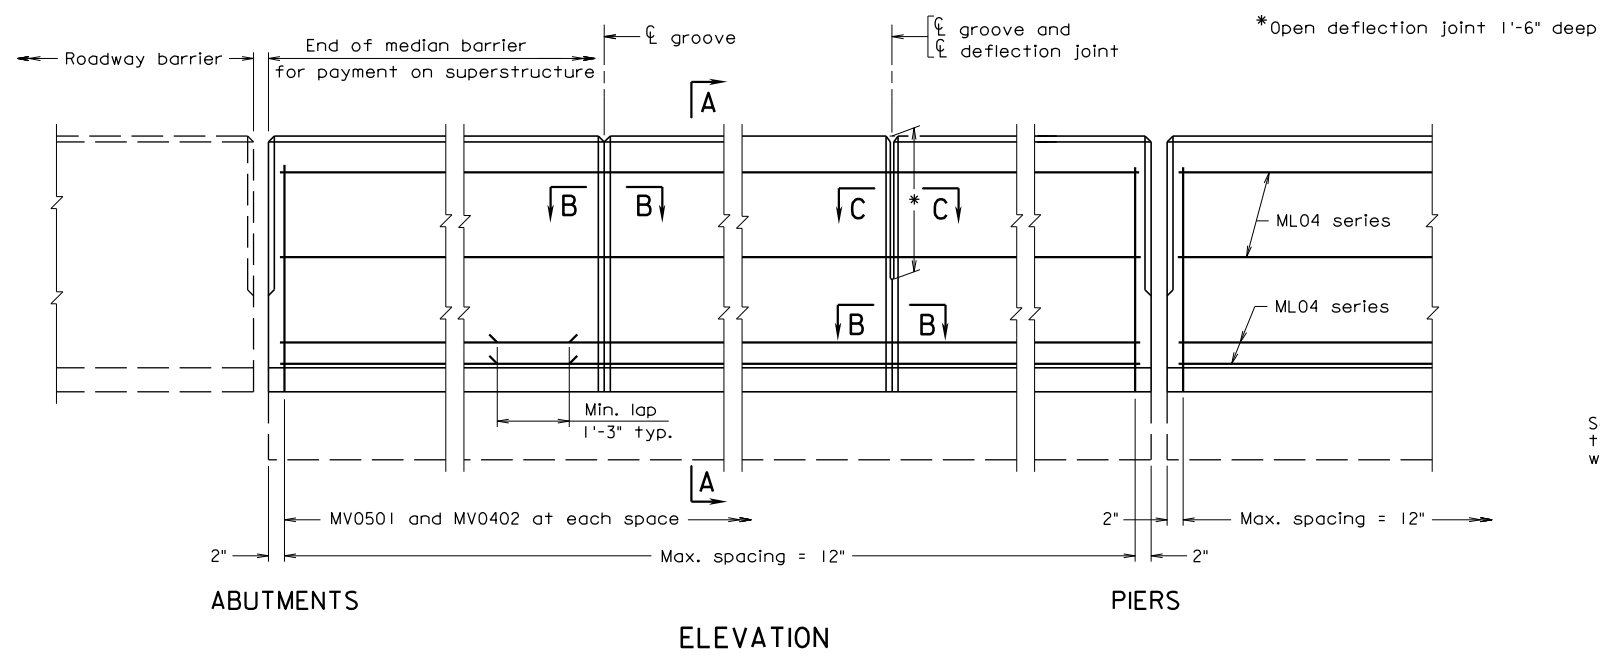 *Open deflection joint 1'-6" deep
℄ groove and
℄ deflection joint
℄ groove
End of median barrier
for payment on superstructure
Roadway barrier
A
B B C * C
ML04 series
B B
ML04 series
Min. lap
1'-3" typ.
A
MV0501 and MV0402 at each space
2"
Max. spacing = 12"
2"
Max. spacing = 12"
2"
ABUTMENTS
PIERS
ELEVATION